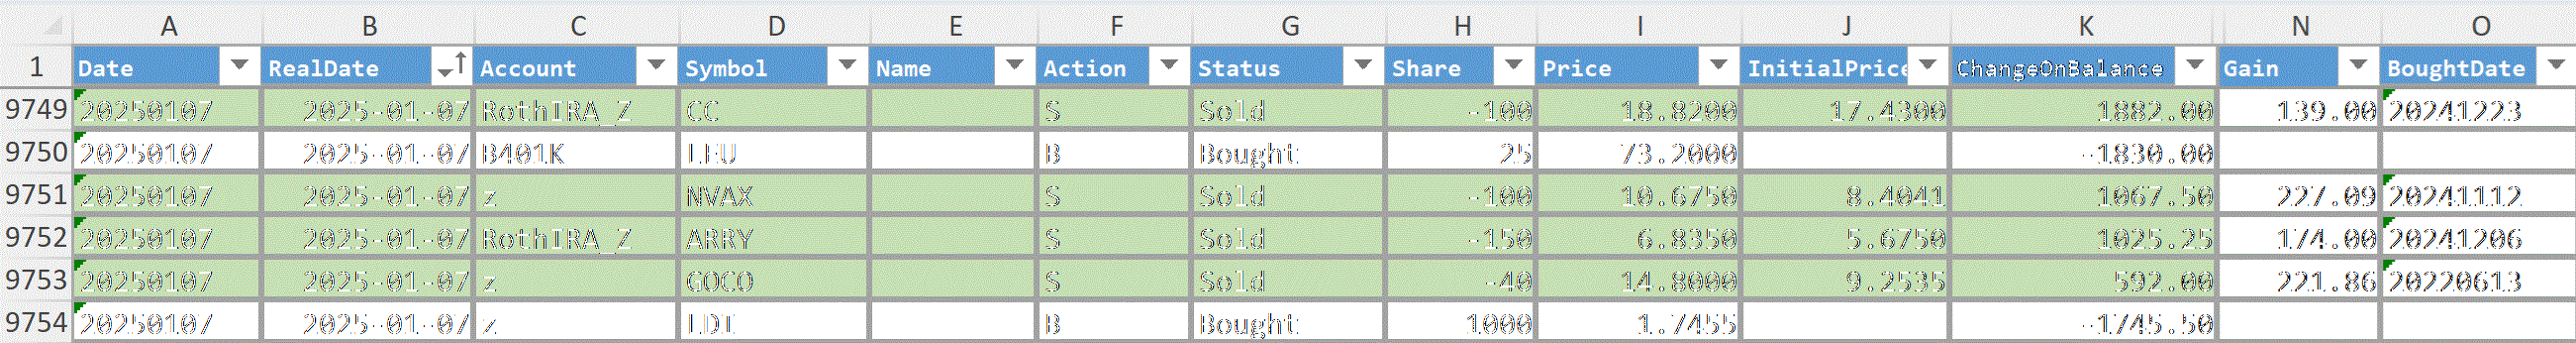 A B C D E F G H I J K N O
1 Date RealDate Account Symbol Name Action Status Share Price InitialPrice ChangeOnBalance Gain BoughtDate
9749 20250107 2025-01-07 RothIRA_Z CC S Sold -100 18.8200 17.4300 1882.00 139.00 20241223
9750 20250107 2025-01-07 B401K LEU B Bought 25 73.2000 -1830.00
9751 20250107 2025-01-07 z NVAX S Sold -100 10.6750 8.4041 1067.50 227.09 20241112
9752 20250107 2025-01-07 RothIRA_Z ARRY S Sold -150 6.8350 5.6750 1025.25 174.00 20241206
9753 20250107 2025-01-07 z GOCO S Sold -40 14.8000 9.2535 592.00 221.86 20220613
9754 20250107 2025-01-07 z LDI B Bought 1000 1.7455 -1745.50